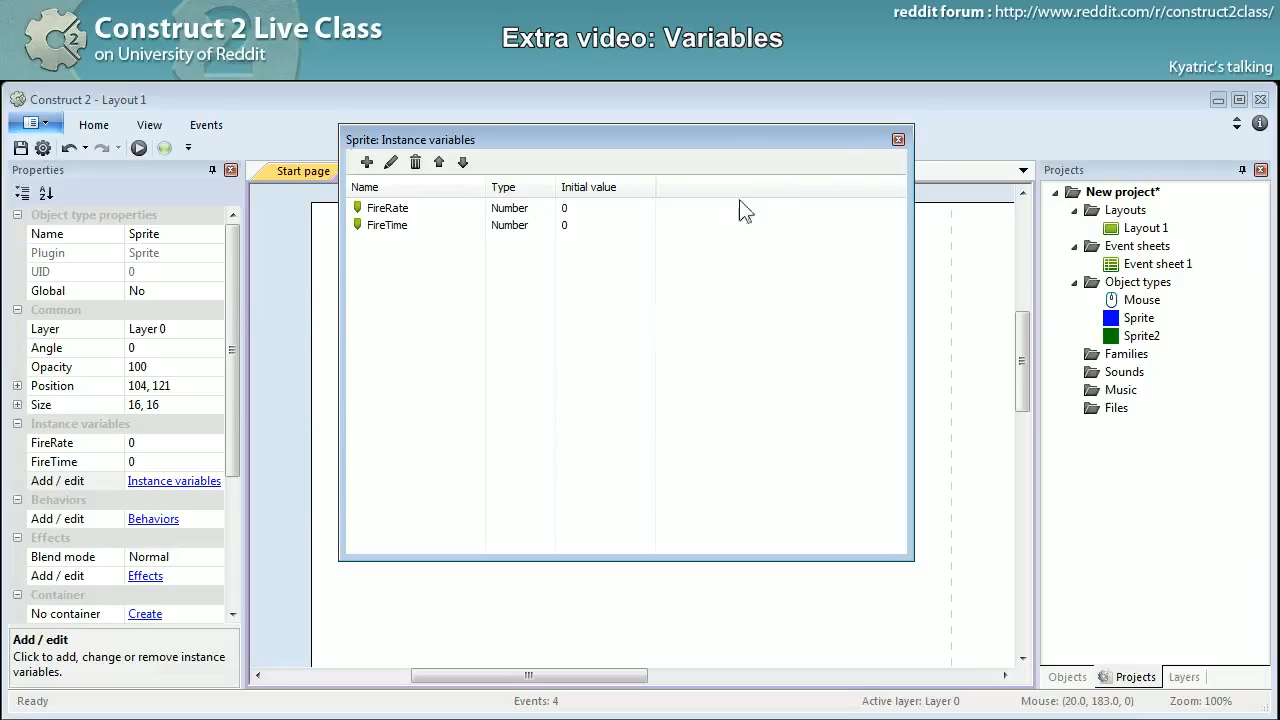 Construct 2 Live Class
on University of Reddit
Extra video: Variables
reddit forum : http://www.reddit.com/r/construct2class/
Kyatric's talking
Construct 2 - Layout 1
Home View Events
Properties
Object type properties
Name Sprite
Plugin Sprite
UID 0
Global No
Common
Layer Layer 0
Angle 0
Opacity 100
Position 104, 121
Size 16, 16
Instance variables
FireRate 0
FireTime 0
Add / edit Instance variables
Behaviors
Add / edit Behaviors
Effects
Blend mode Normal
Add / edit Effects
Container
No container Create
Add / edit
Click to add, change or remove instance
variables.
Start page
Sprite: Instance variables
Name Type Initial value
FireRate Number 0
FireTime Number 0
Projects
New project*
Layouts
Layout 1
Event sheets
Event sheet 1
Object types
Mouse
Sprite
Sprite2
Families
Sounds
Music
Files
Objects Projects Layers
Ready Events: 4 Active layer: Layer 0 Mouse: (20.0, 183.0, 0) Zoom: 100%